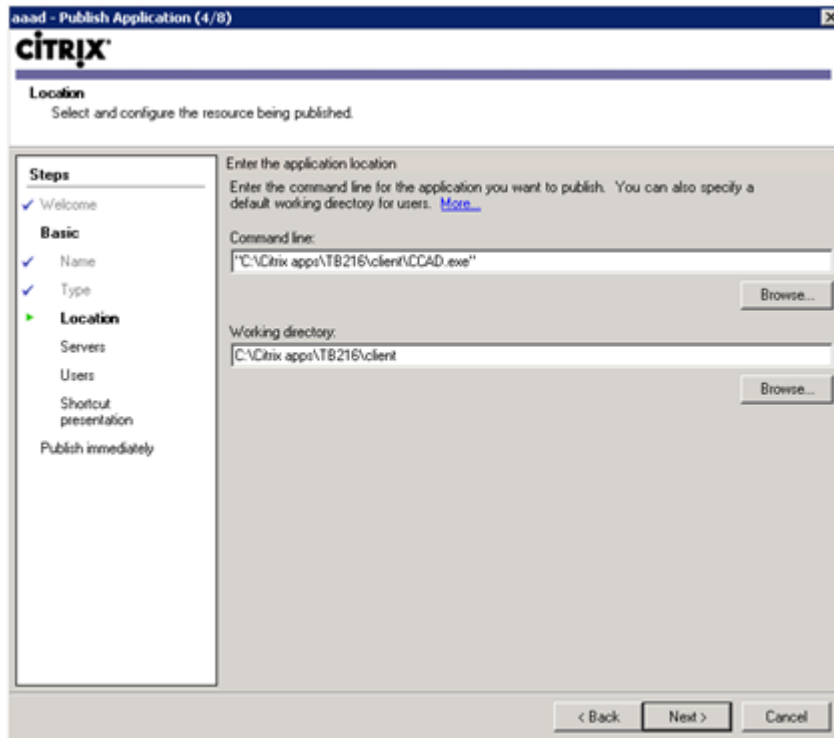 aaad - Publish Application (4/8)
CİTRIX
Location
Select and configure the resource being published.
Steps
Welcome
Basic
Name
Type
Location
Servers
Users
Shortcut
presentation
Publish immediately
Enter the application location
Enter the command line for the application you want to publish. You can also specify a
default working directory for users. More...
Command line:
"C:\Citrix apps\TB216\client\CCAD.exe"
Browse...
Working directory:
C:\Citrix apps\TB216\client
Browse...
< Back
Next >
Cancel